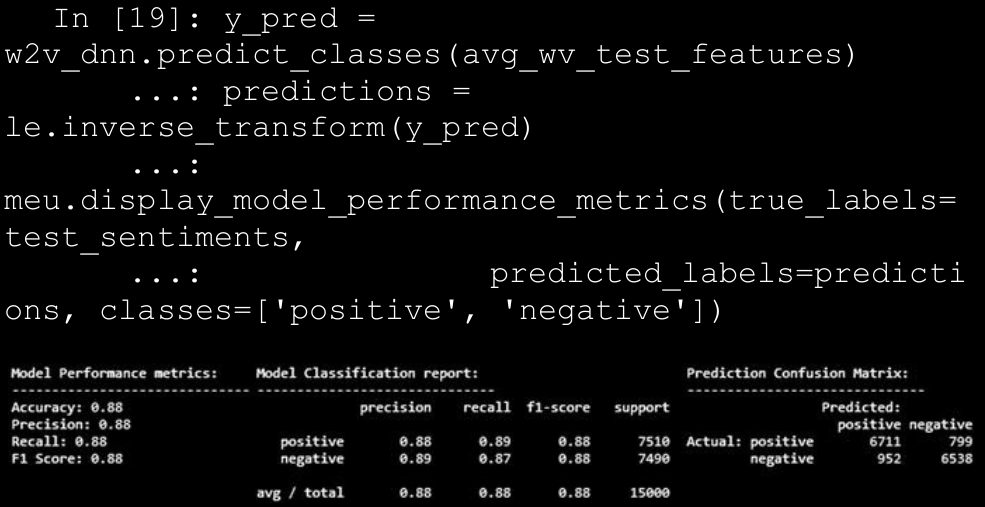 In [19]: y_pred =
w2v_dnn.predict_classes(avg_wv_test_features)
...: predictions =
le.inverse_transform(y_pred)
...:
meu.display_model_performance_metrics(true_labels=
test_sentiments,
...: predicted_labels=predicti
ons, classes=['positive', 'negative'])
Model Performance metrics: Model Classification report: Prediction Confusion Matrix:
------------------------------ ------------------------------ ------------------------------
Accuracy: 0.88 precision recall f1-score support Predicted:
Precision: 0.88 positive negative
Recall: 0.88 positive 0.88 0.89 0.88 7510 Actual: positive 6711 799
F1 Score: 0.88 negative 0.89 0.87 0.88 7490 negative 952 6538
avg / total 0.88 0.88 0.88 15000